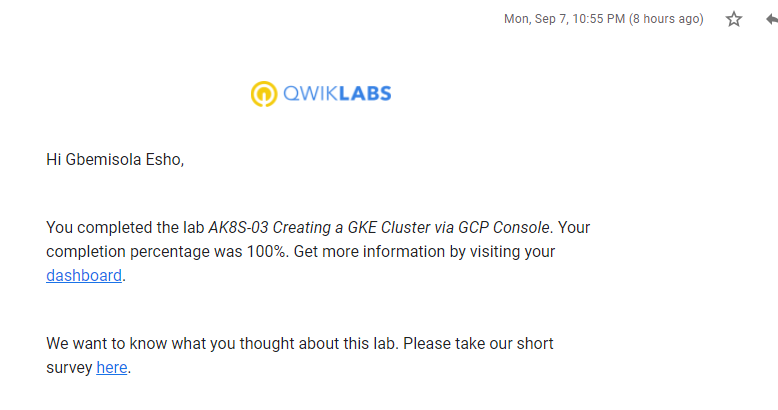 Mon, Sep 7, 10:55 PM (8 hours ago)
QWIKLABS
Hi Gbemisola Esho,
You completed the lab AK8S-03 Creating a GKE Cluster via GCP Console. Your
completion percentage was 100%. Get more information by visiting your
dashboard.
We want to know what you thought about this lab. Please take our short
survey here.